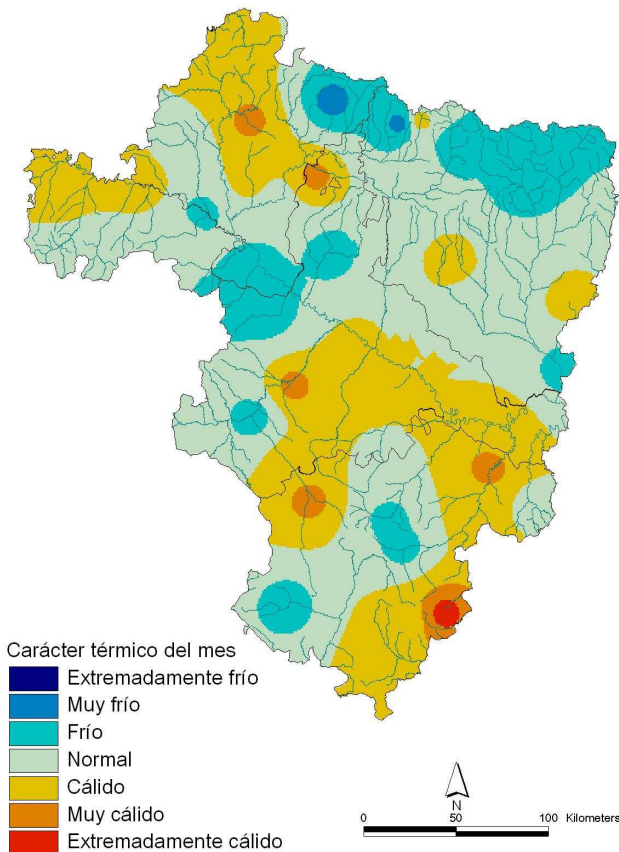 Carácter térmico del mes
Extremadamente frío
Muy frío
Frío
Normal
Cálido
Muy cálido
Extremadamente cálido
N
0 50 100 Kilometers